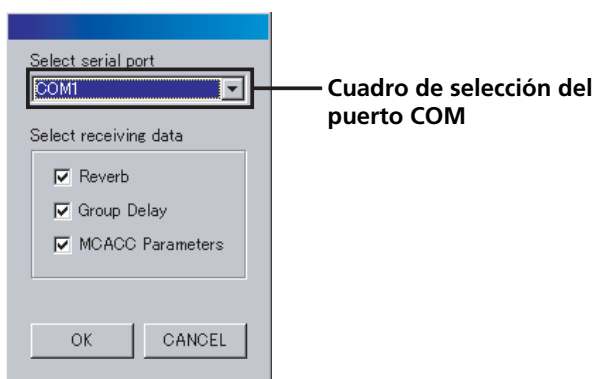 Select serial port
COM1
Cuadro de selección del
puerto COM
Select receiving data
Reverb
Group Delay
MCACC Parameters
OK
CANCEL